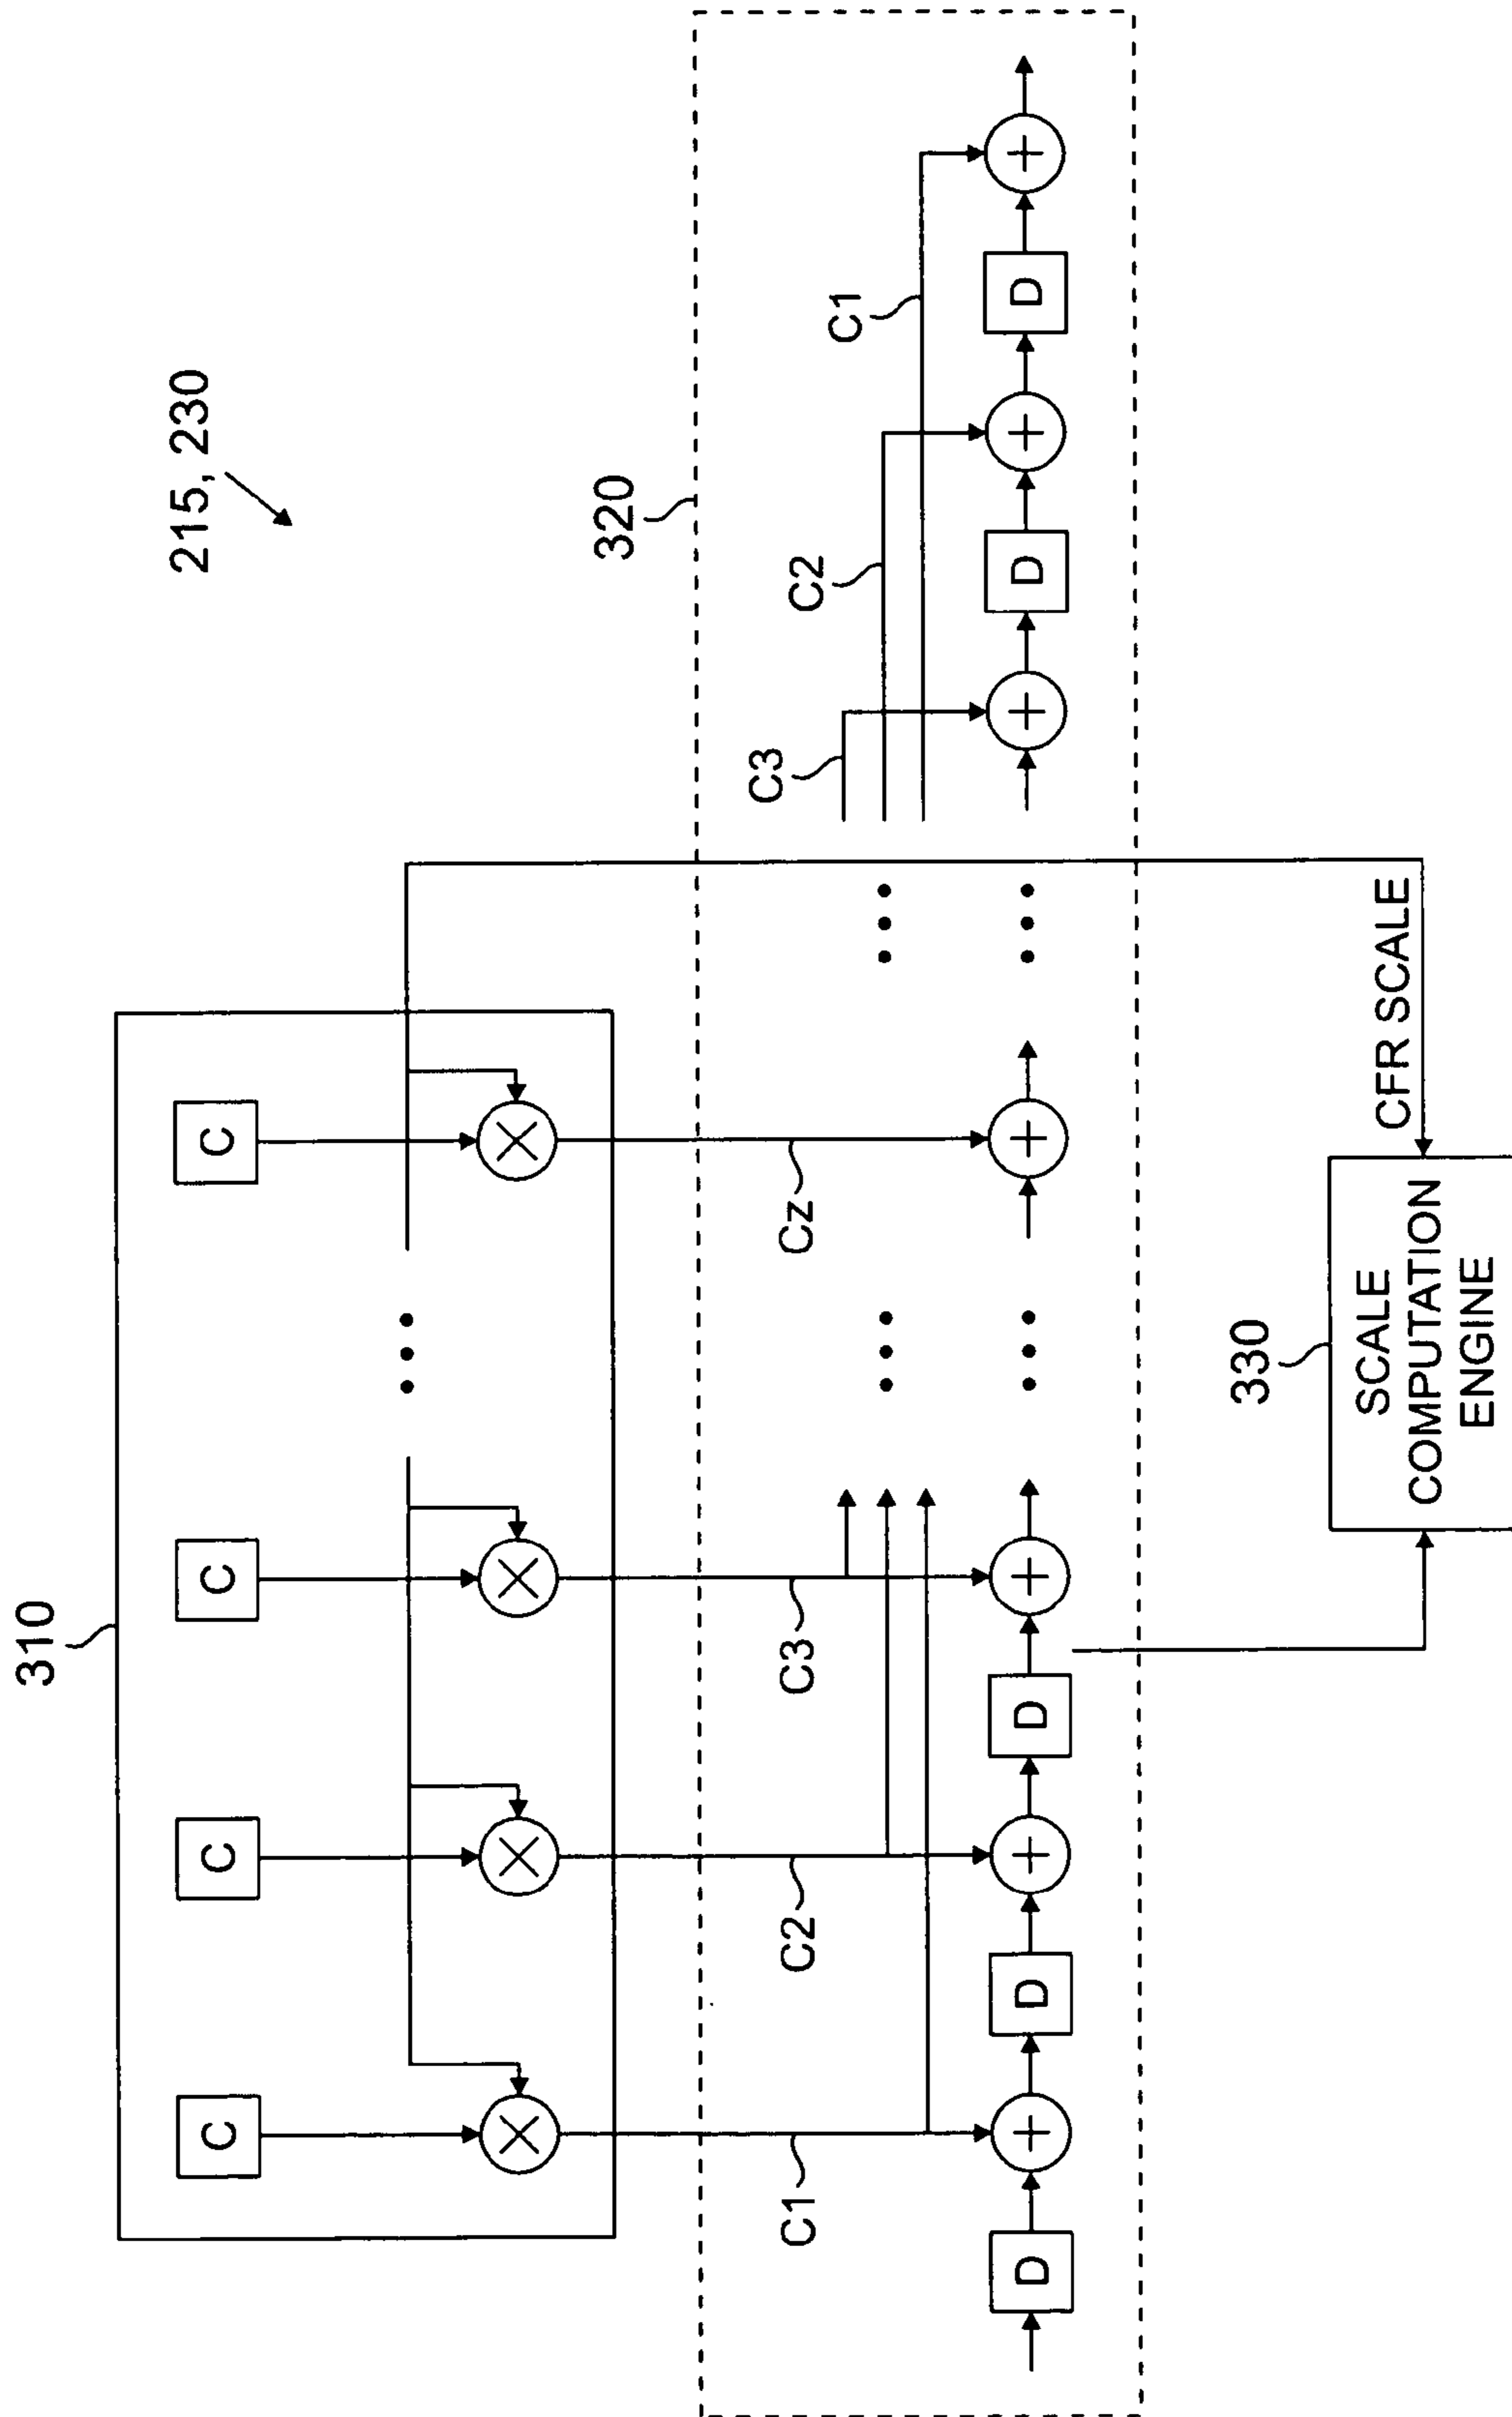 215, 230
310
C
C
C
C
320
C1
C2
C3
Cz
C3
C2
C1
D
D
D
D
D
+
+
+
+
+
+
+
330
SCALE
COMPUTATION
ENGINE
CFR SCALE